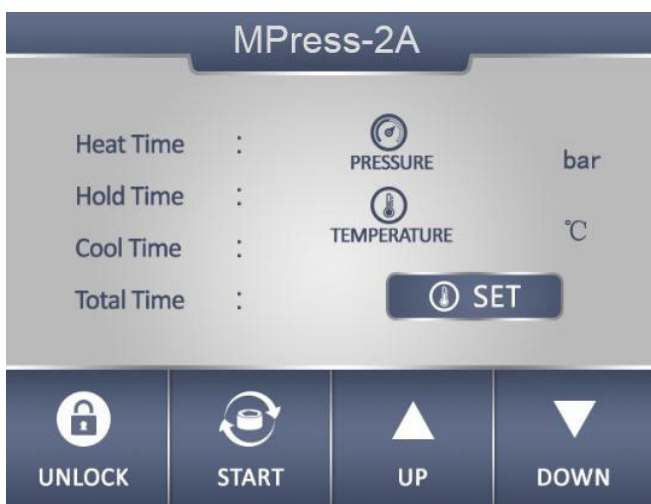 MPress-2A
Heat Time :
PRESSURE
bar
Hold Time :
Cool Time :
TEMPERATURE
℃
Total Time :
SET
UNLOCK
START
UP
DOWN